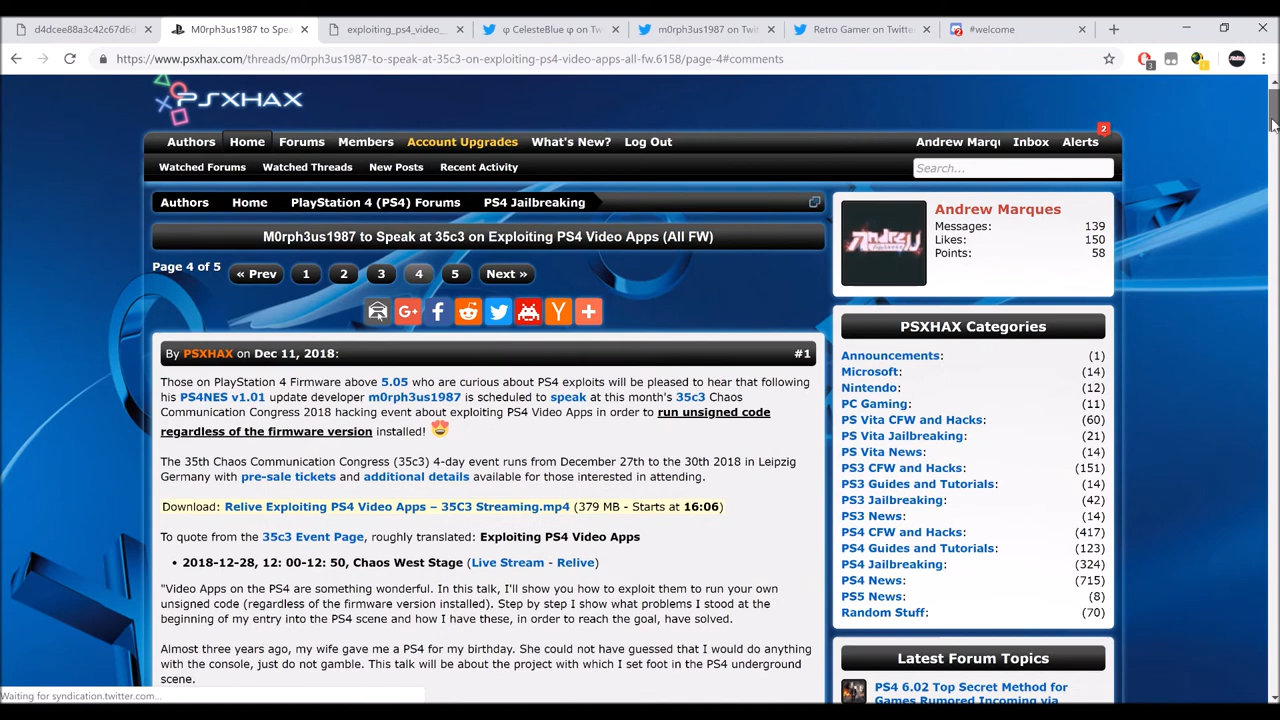 d4dcee88a3c42c67d6d
M0rph3us1987 to Spea
exploiting_ps4_video_
φ CelesteBlue φ on Tw
m0rph3us1987 on Twit
Retro Gamer on Twitte
#welcome
https://www.psxhax.com/threads/m0rph3us1987-to-speak-at-35c3-on-exploiting-ps4-video-apps-all-fw.6158/page-4#comments
3
PSXHAX
2
Authors Home Forums Members Account Upgrades What's New? Log Out Andrew Marqu Inbox Alerts
Watched Forums Watched Threads New Posts Recent Activity Search...
Authors Home PlayStation 4 (PS4) Forums PS4 Jailbreaking
M0rph3us1987 to Speak at 35c3 on Exploiting PS4 Video Apps (All FW)
Page 4 of 5 « Prev 1 2 3 4 5 Next »
By PSXHAX on Dec 11, 2018: #1
Those on PlayStation 4 Firmware above 5.05 who are curious about PS4 exploits will be pleased to hear that following
his PS4NES v1.01 update developer m0rph3us1987 is scheduled to speak at this month's 35c3 Chaos
Communication Congress 2018 hacking event about exploiting PS4 Video Apps in order to run unsigned code
regardless of the firmware version installed!
The 35th Chaos Communication Congress (35c3) 4-day event runs from December 27th to the 30th 2018 in Leipzig
Germany with pre-sale tickets and additional details available for those interested in attending.
Download: Relive Exploiting PS4 Video Apps – 35C3 Streaming.mp4 (379 MB - Starts at 16:06)
To quote from the 35c3 Event Page, roughly translated: Exploiting PS4 Video Apps
• 2018-12-28, 12: 00-12: 50, Chaos West Stage (Live Stream - Relive)
"Video Apps on the PS4 are something wonderful. In this talk, I'll show you how to exploit them to run your own
unsigned code (regardless of the firmware version installed). Step by step I show what problems I stood at the
beginning of my entry into the PS4 scene and how I have these, in order to reach the goal, have solved.
Almost three years ago, my wife gave me a PS4 for my birthday. She could not have guessed that I would do anything
with the console, just do not gamble. This talk will be about the project with which I set foot in the PS4 underground
scene.
Andrew Marques
Messages: 139
Likes: 150
Points: 58
PSXHAX Categories
Announcements: (1)
Microsoft: (14)
Nintendo: (12)
PC Gaming: (11)
PS Vita CFW and Hacks: (60)
PS Vita Jailbreaking: (21)
PS Vita News: (14)
PS3 CFW and Hacks: (151)
PS3 Guides and Tutorials: (14)
PS3 Jailbreaking: (42)
PS3 News: (14)
PS4 CFW and Hacks: (417)
PS4 Guides and Tutorials: (123)
PS4 Jailbreaking: (324)
PS4 News: (715)
PS5 News: (8)
Random Stuff: (70)
Latest Forum Topics
PS4 6.02 Top Secret Method for
Games Rumored Incoming via
Waiting for syndication.twitter.com...